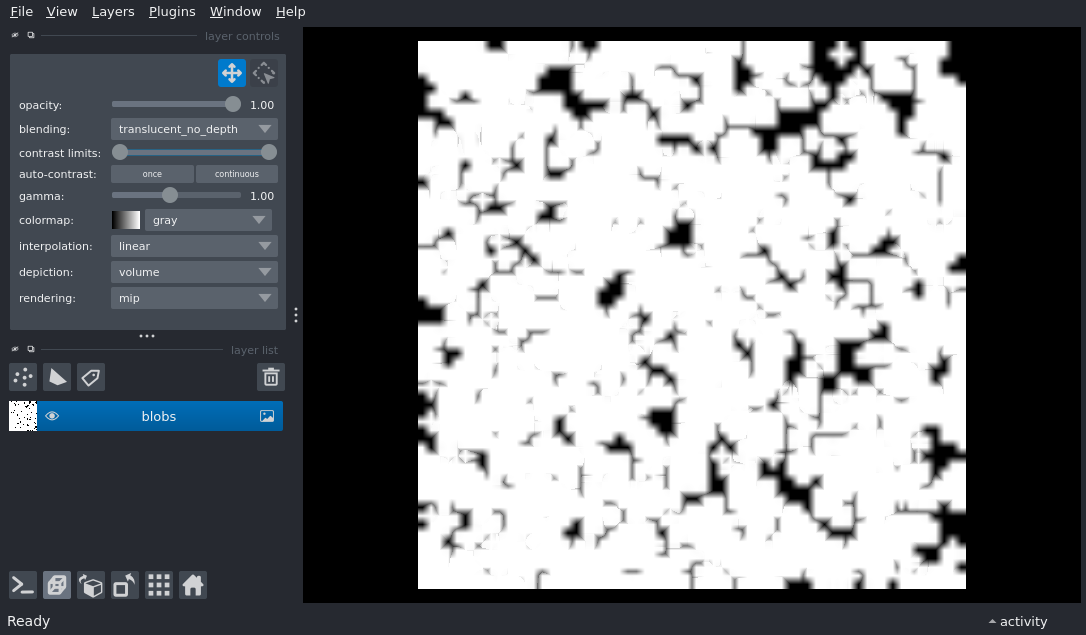 File View Layers Plugins Window Help
layer controls
opacity: 1.00
blending: translucent_no_depth
contrast limits:
auto-contrast: once continuous
gamma: 1.00
colormap: gray
interpolation: linear
depiction: volume
rendering: mip
layer list
blobs
Ready activity